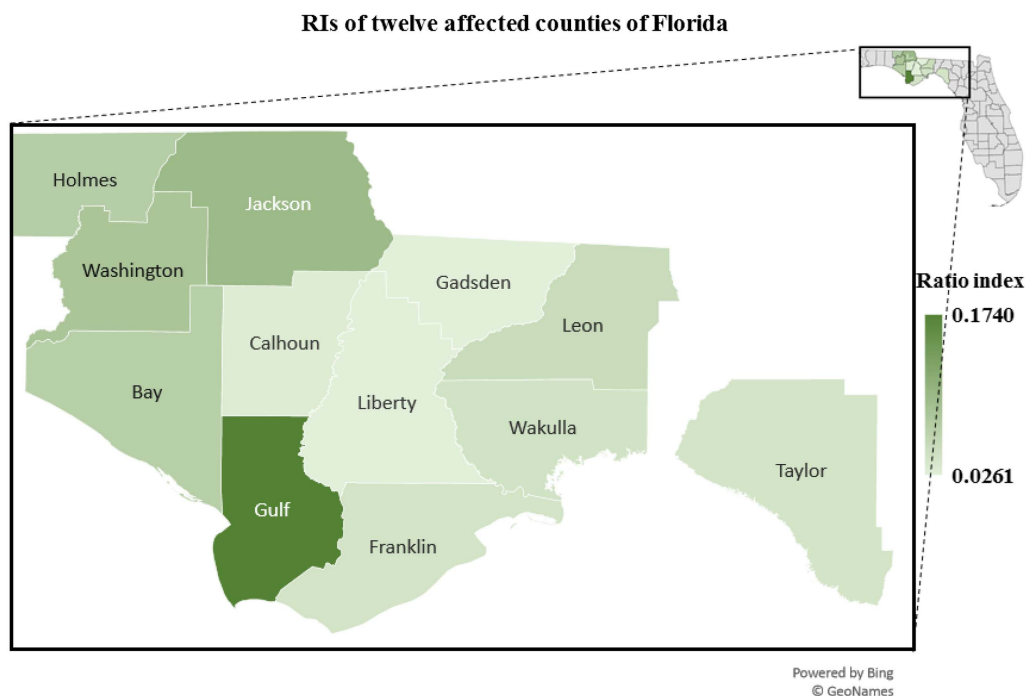 RIs of twelve affected counties of Florida
Holmes
Jackson
Washington
Gadsden
Ratio index
0.1740
Leon
Calhoun
Bay
Liberty
Wakulla
Taylor
0.0261
Gulf
Franklin
Powered by Bing
© GeoNames